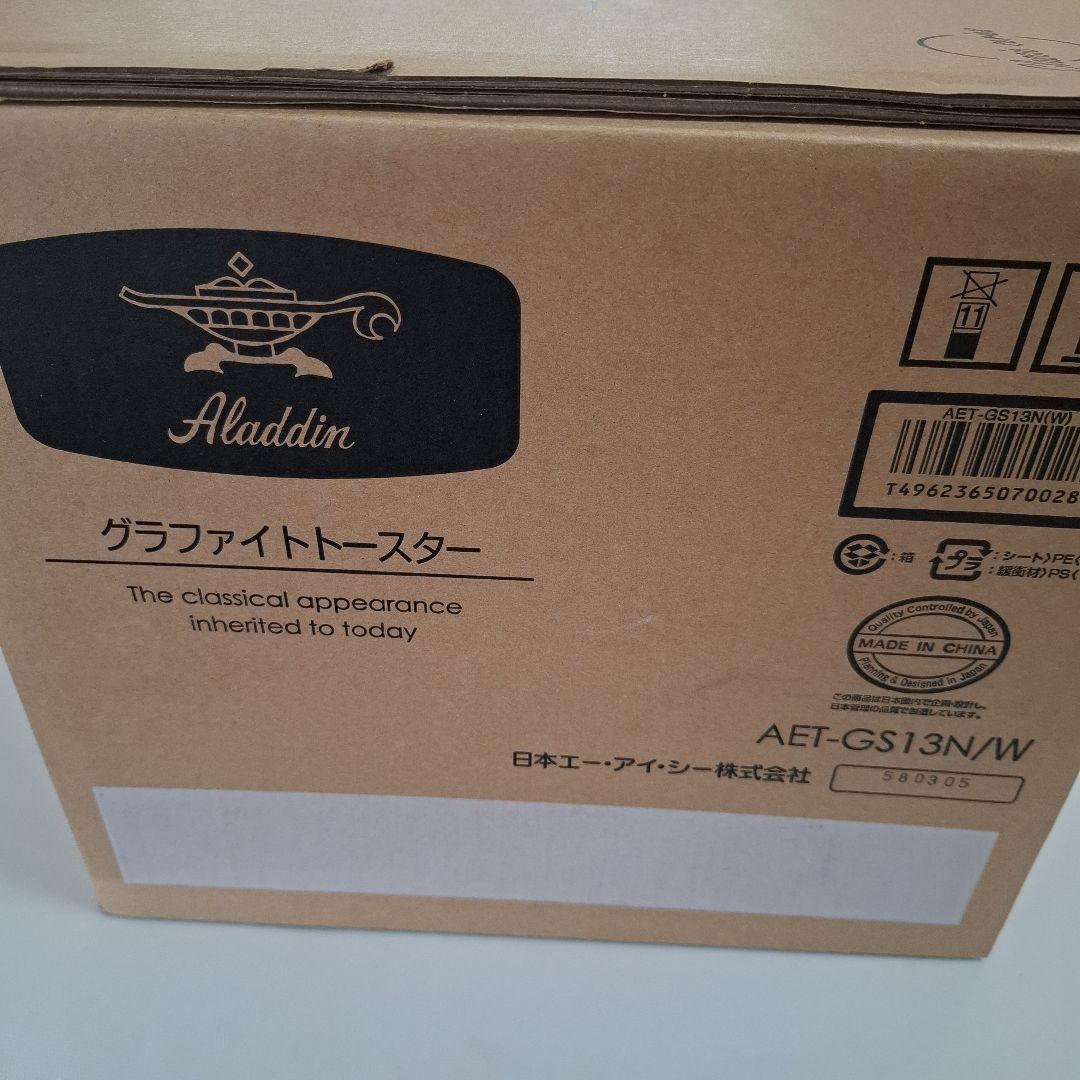 Aladdin
グラファイトトースター
The classical appearance
inherited to today
11
AET-GS13N(W)
T4962365070028
:箱
プラ
:シート〉PE〈
:緩衝材〉PS〈
Quality Controlled by Japan
MADE IN CHINA
Planning & Designed in Japan
この商品は日本国内で企画・設計し、
日本管理の品質で製造しています。
AET-GS13N/W
日本エー・アイ・シー株式会社
580305